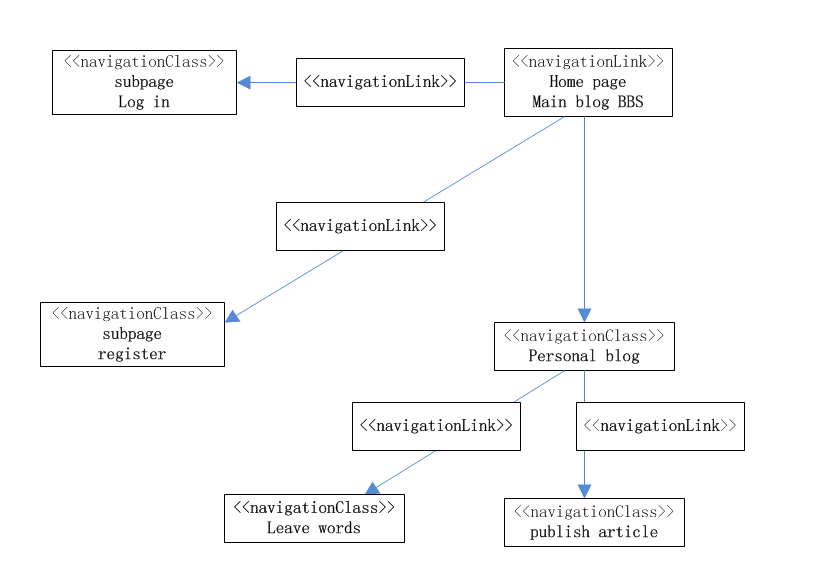 <<navigationClass>>
subpage
Log in
<<navigationLink>>
<<navigationLink>>
Home page
Main blog BBS
<<navigationLink>>
<<navigationClass>>
subpage
register
<<navigationClass>>
Personal blog
<<navigationLink>>
<<navigationLink>>
<<navigationClass>>
Leave words
<<navigationClass>>
publish article